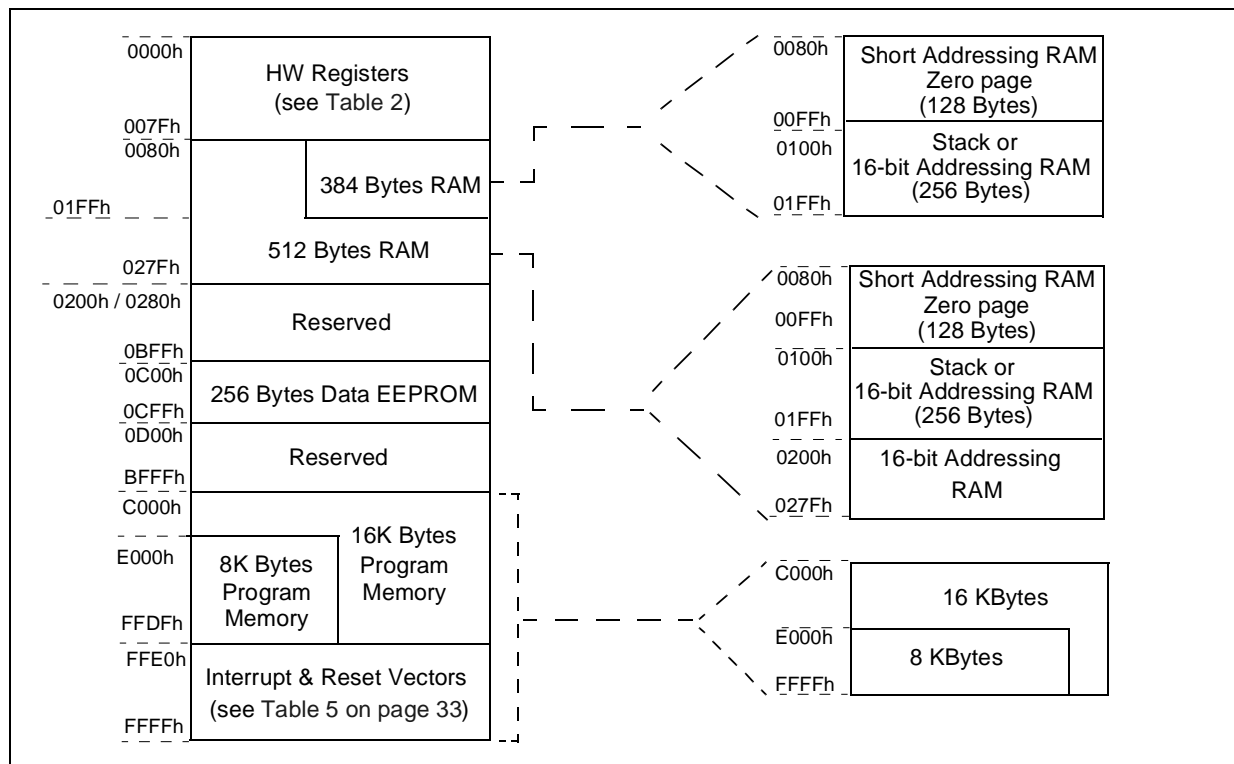 0000h
HW Registers
(see Table 2)
007Fh
0080h
384 Bytes RAM
01FFh
512 Bytes RAM
027Fh
0200h / 0280h
Reserved
0BFFh
0C00h
256 Bytes Data EEPROM
0CFFh
0D00h
Reserved
BFFFh
C000h
16K Bytes
Program
Memory
E000h
8K Bytes
Program
Memory
FFDFh
FFE0h
Interrupt & Reset Vectors
(see Table 5 on page 33)
FFFFh
0080h
Short Addressing RAM
Zero page
(128 Bytes)
00FFh
0100h
Stack or
16-bit Addressing RAM
(256 Bytes)
01FFh
0080h
Short Addressing RAM
Zero page
(128 Bytes)
00FFh
0100h
Stack or
16-bit Addressing RAM
(256 Bytes)
01FFh
0200h
16-bit Addressing
RAM
027Fh
C000h
16 KBytes
E000h
8 KBytes
FFFFh